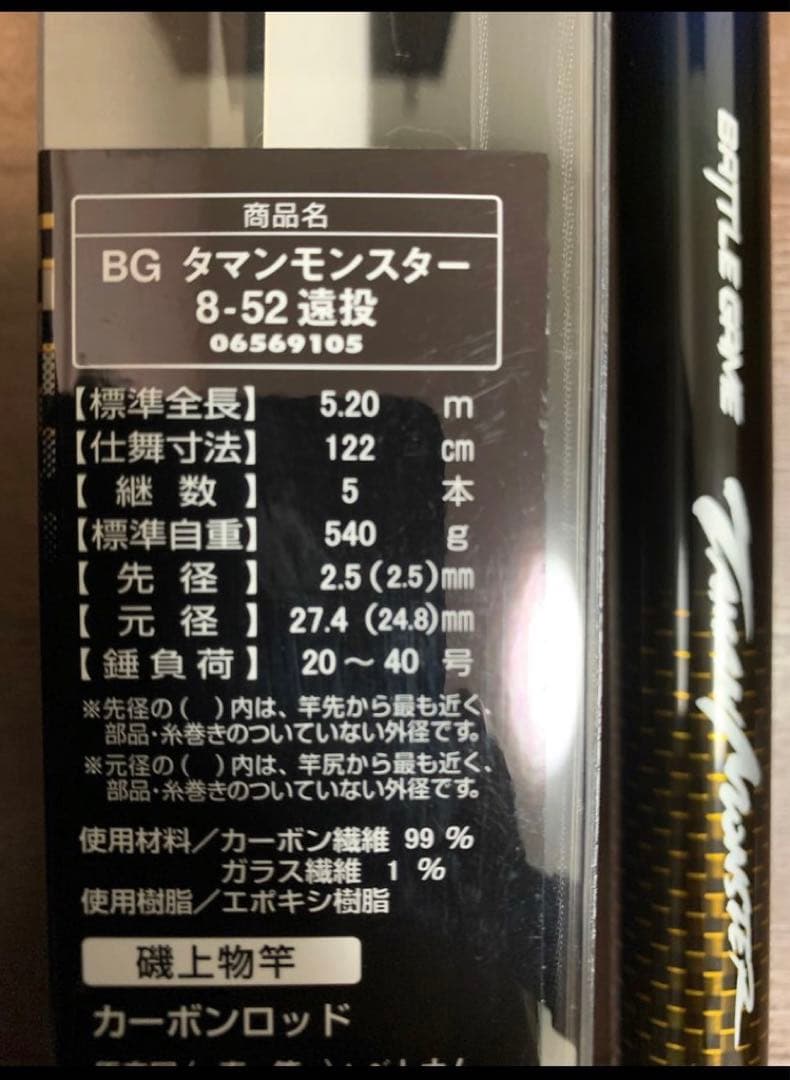 商品名
BG タマンモンスター
8-52 遠投
06569105
【標準全長】 5.20 m
【仕舞寸法】 122 cm
【継数】 5 本
【標準自重】 540 g
【先径】 2.5(2.5)mm
【元径】 27.4(24.8)mm
【錘負荷】 20〜40 号
※先径の( )内は、竿先から最も近く、
部品・糸巻きのついていない外径です。
※元径の( )内は、竿尻から最も近く、
部品・糸巻きのついていない外径です。
使用材料／カーボン繊維 99 %
ガラス繊維 1 %
使用樹脂／エポキシ樹脂
磯上物竿
カーボンロッド
BATTLE GAME
TAMAN MONSTER